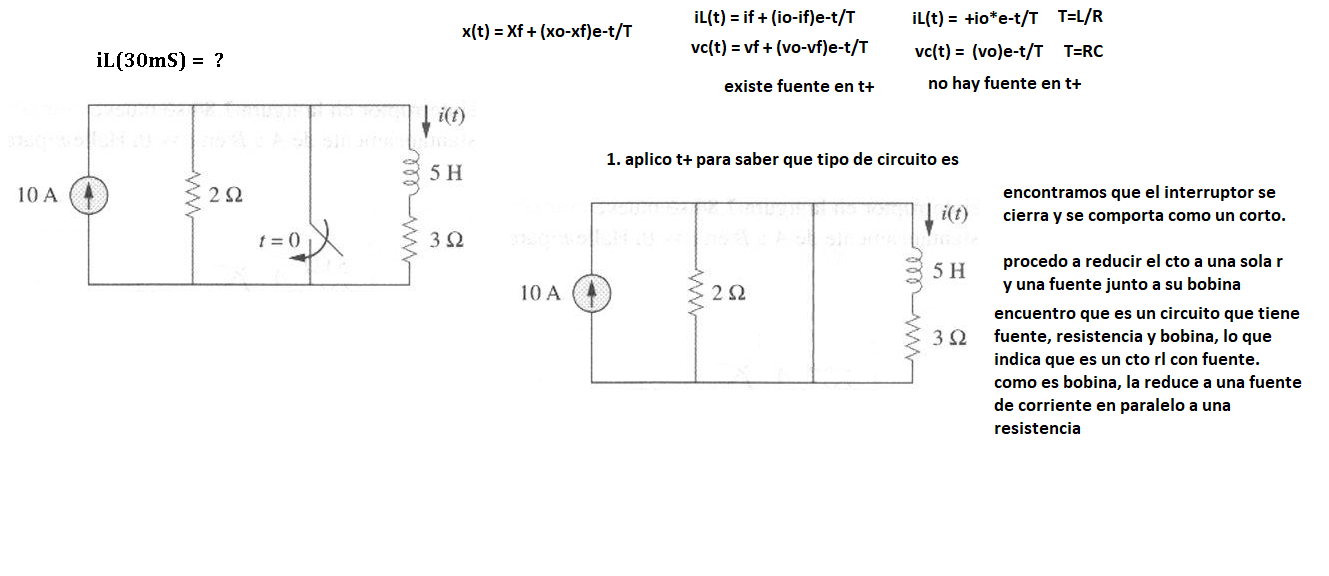 x(t) = Xf + (xo-xf)e-t/T
iL(t) = if + (io-if)e-t/T
vc(t) = vf + (vo-vf)e-t/T
existe fuente en t+
iL(t) = +io*e-t/T T=L/R
vc(t) = (vo)e-t/T T=RC
no hay fuente en t+
iL(30mS) = ?
i(t)
5 H
10 A
2 Ω
t = 0
3 Ω
1. aplico t+ para saber que tipo de circuito es
i(t)
5 H
10 A
2 Ω
3 Ω
encontramos que el interruptor se
cierra y se comporta como un corto.
procedo a reducir el cto a una sola r
y una fuente junto a su bobina
encuentro que es un circuito que tiene
fuente, resistencia y bobina, lo que
indica que es un cto rl con fuente.
como es bobina, la reduce a una fuente
de corriente en paralelo a una
resistencia